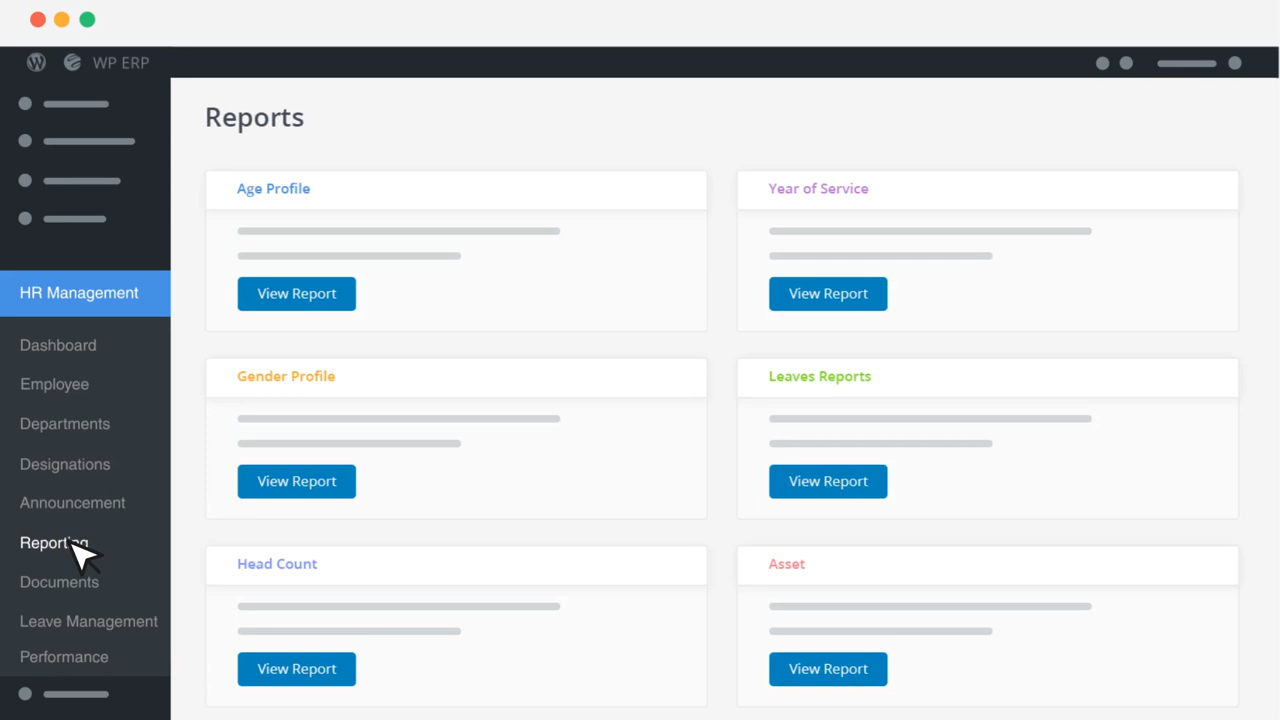 WP ERP
HR Management
Dashboard
Employee
Departments
Designations
Announcement
Reporting
Documents
Leave Management
Performance
Reports
Age Profile
View Report
Year of Service
View Report
Gender Profile
View Report
Leaves Reports
View Report
Head Count
View Report
Asset
View Report